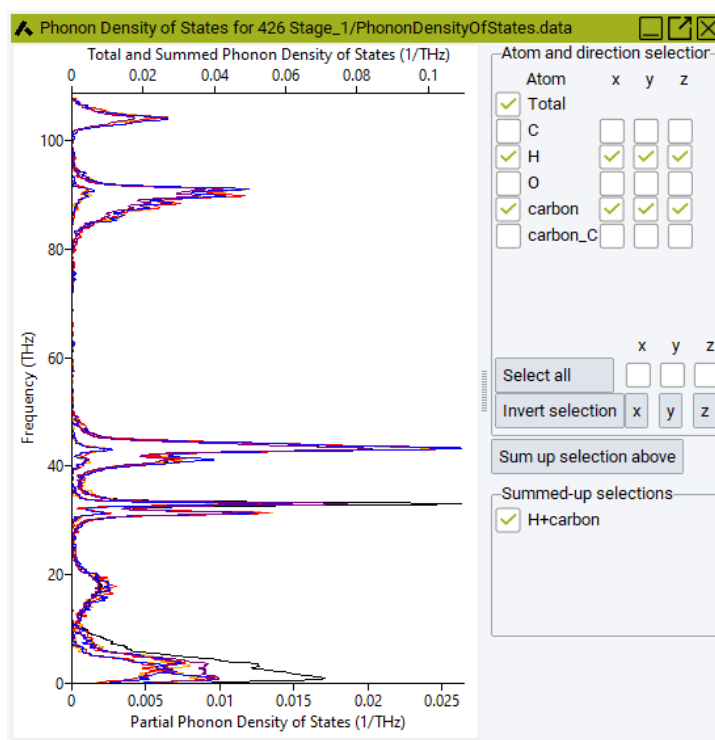 Phonon Density of States for 426 Stage_1/PhononDensityOfStates.data
Total and Summed Phonon Density of States (1/THz)
0 0.02 0.04 0.06 0.08 0.1
100
80
60
40
20
0
Frequency (THz)
0 0.005 0.01 0.015 0.02 0.025
Partial Phonon Density of States (1/THz)
Atom and direction selection
Atom x y z
Total
C
H
O
carbon
carbon_C
x y z
Select all
Invert selection x y z
Sum up selection above
Summed-up selections
H+carbon